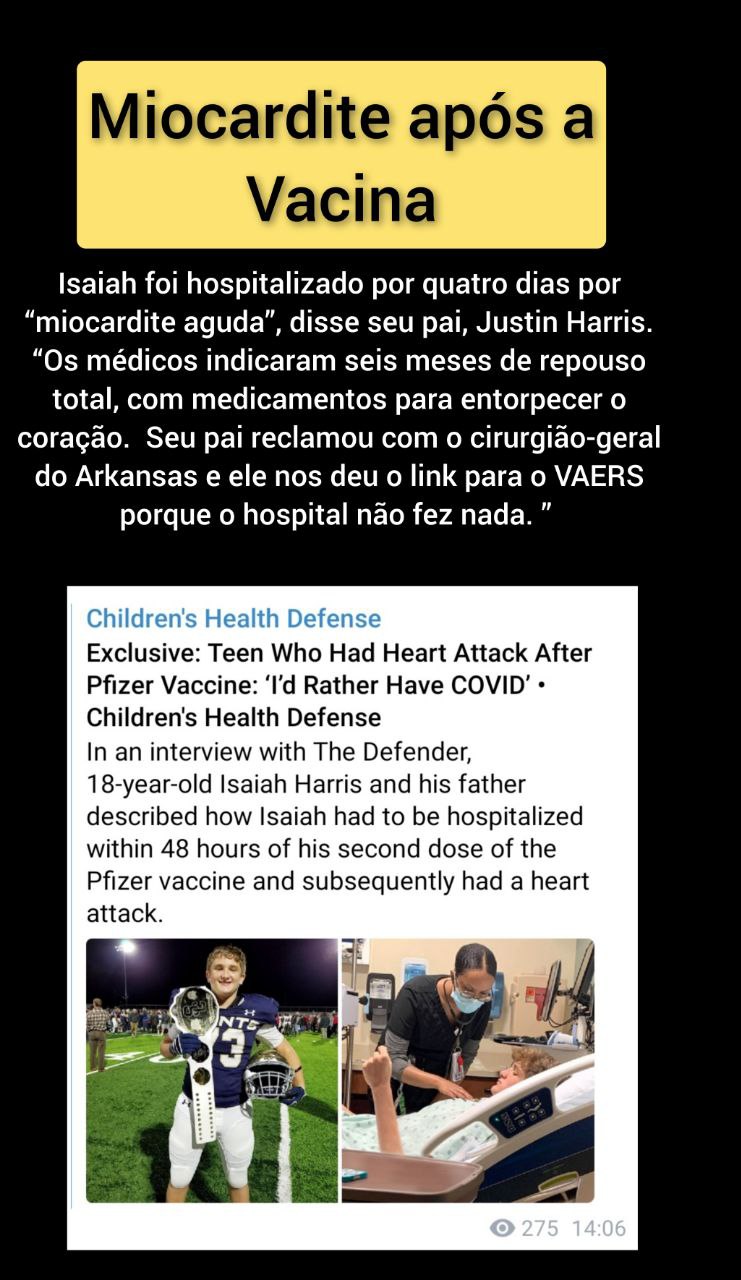 Miocardite após a
Vacina
Isaiah foi hospitalizado por quatro dias por
“miocardite aguda”, disse seu pai, Justin Harris.
“Os médicos indicaram seis meses de repouso
total, com medicamentos para entorpecer o
coração.  Seu pai reclamou com o cirurgião-geral
do Arkansas e ele nos deu o link para o VAERS
porque o hospital não fez nada. ”
Children's Health Defense
Exclusive: Teen Who Had Heart Attack After
Pfizer Vaccine: ‘I’d Rather Have COVID’ •
Children's Health Defense
In an interview with The Defender,
18-year-old Isaiah Harris and his father
described how Isaiah had to be hospitalized
within 48 hours of his second dose of the
Pfizer vaccine and subsequently had a heart
attack.
NTS
3
275 14:06